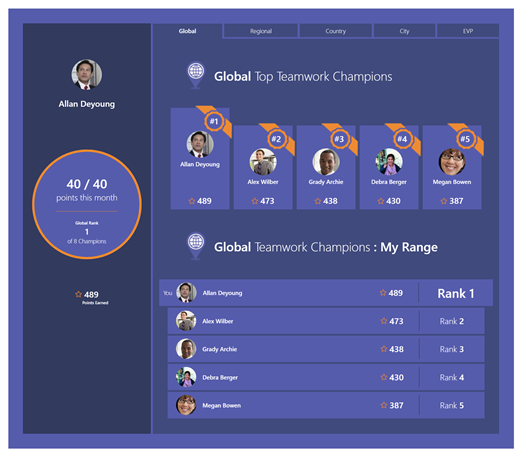 Global Regional Country City EVP
Allan Deyoung
40 / 40
points this month
Global Rank
1
of 8 Champions
489
Points Earned
Global Top Teamwork Champions
#1
Allan Deyoung
489
#2
Alex Wilber
473
#3
Grady Archie
438
#4
Debra Berger
430
#5
Megan Bowen
387
Global Teamwork Champions : My Range
You Allan Deyoung 489 Rank 1
Alex Wilber 473 Rank 2
Grady Archie 438 Rank 3
Debra Berger 430 Rank 4
Megan Bowen 387 Rank 5